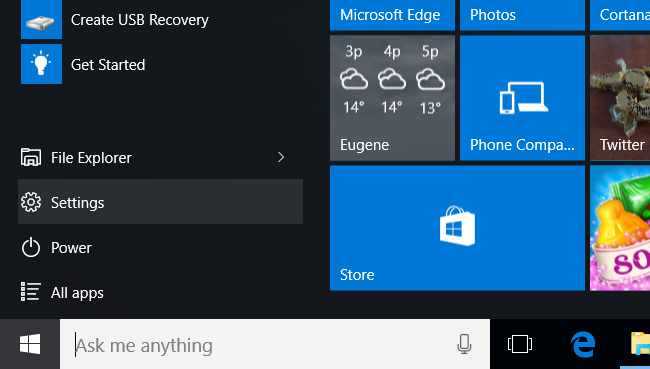 Create USB Recovery
Get Started
File Explorer
Settings
Power
All apps
Microsoft Edge
Photos
Cortana
3p 4p 5p
14° 14° 13°
Eugene
Phone Compa...
Twitter
Store
SO
Ask me anything